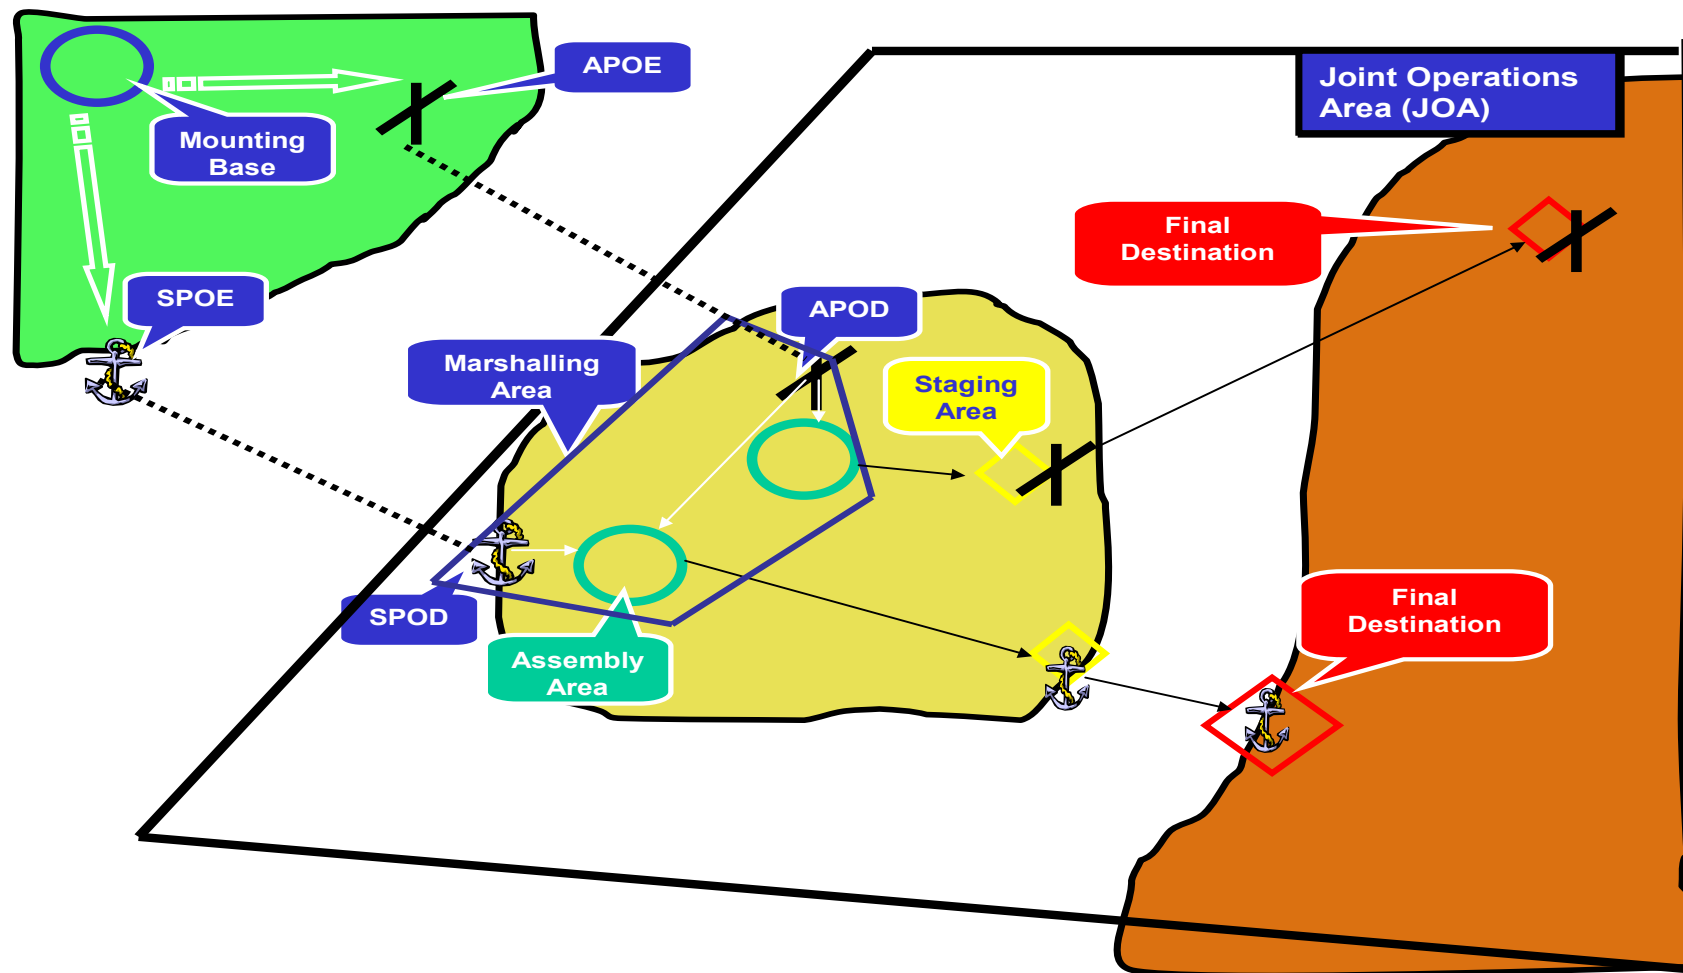 APOE
Joint Operations
Area (JOA)
Mounting
Base
Final
Destination
SPOE
APOD
Marshalling
Area
Staging
Area
SPOD
Final
Destination
Assembly
Area